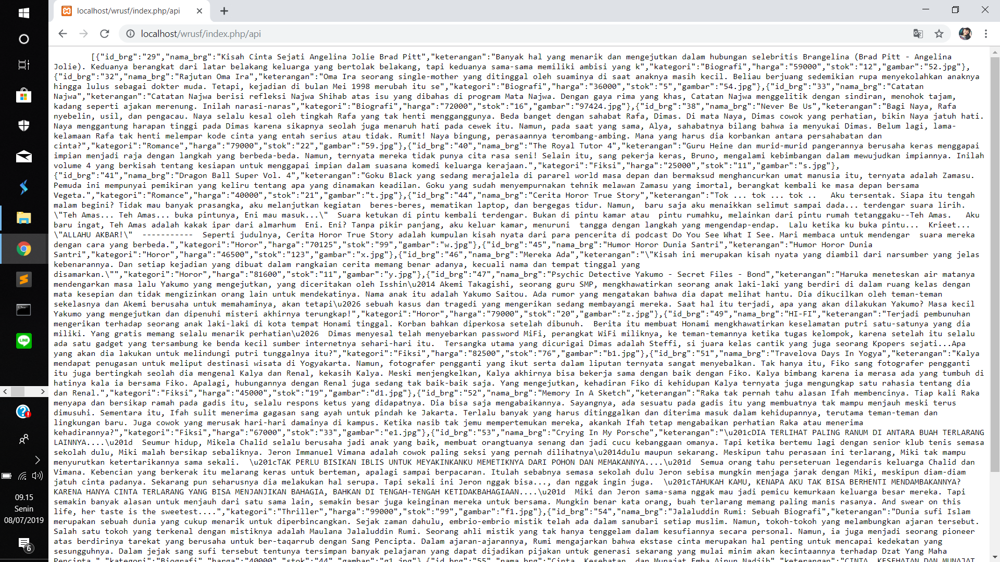 localhost/wrusf/index.php/api
localhost/wrusf/index.php/api
[{"id_brg":"29","nama_brg":"Kisah Cinta Sejati Angelina Jolie Brad Pitt","keterangan":"Banyak hal yang menarik dan mengejutkan dalam hubungan selebritis Brangelina (Brad Pitt - Angelina
Jolie). Keduanya berangkat dari latar belakang keluarga yang bertolak belakang, tapi keduanya sama-sama memiliki ambisi yang k","kategori":"Biografi","harga":"59000","stok":"12","gambar":"52.jpg"},
{"id_brg":"32","nama_brg":"Rajutan Oma Ira","keterangan":"Oma Ira seorang single-mother yang ditinggal oleh suaminya di saat anaknya masih kecil. Beliau berjuang sedemikian rupa menyekolahkan anaknya
hingga lulus sebagai dokter muda. Tetapi, kejadian di bulan Mei 1998 merubah itu se","kategori":"Biografi","harga":"36000","stok":"5","gambar":"54.jpg"},{"id_brg":"33","nama_brg":"Catatan
Najwa","keterangan":"Catatan Najwa berisi refleksi Najwa Shihab atas isu yang dibahas di program Mata Najwa. Dengan gaya rima yang khas, Catatan Najwa menggelitik dengan sindiran, menohok tajam,
kadang seperti ajakan merenung. Inilah narasi-naras","kategori":"Biografi","harga":"72000","stok":"16","gambar":"97424.jpg"},{"id_brg":"38","nama_brg":"Never Be Us","keterangan":"Bagi Naya, Rafa
nyebelin, usil, dan pengacau. Naya selalu kesal oleh tingkah Rafa yang tak henti mengganggunya. Beda banget dengan sahabat Rafa, Dimas. Di mata Naya, Dimas cowok yang perhatian, bikin Naya jatuh hati.
Naya menggantung harapan tinggi pada Dimas karena sikapnya seolah juga menaruh hati pada cewek itu. Namun, pada saat yang sama, Alya, sahabatnya bilang bahwa ia menyukai Dimas. Belum lagi, lama-
kelamaan Rafa tak henti melempar kode cinta yang entah serius atau tidak. Rumit! Naya bingung, perasaannya terombang-ambing. Mana yang harus dia korbankan antara persahabatan dan
cinta?","kategori":"Romance","harga":"79000","stok":"22","gambar":"59.jpg"},{"id_brg":"40","nama_brg":"The Royal Tutor 4","keterangan":"Guru Heine dan murid-murid pangerannya berusaha keras menggapai
impian menjadi raja dengan langkah yang berbeda-beda. Namun, ternyata mereka tidak punya cita rasa seni! Selain itu, sang pekerja keras, Bruno, mengalami kebimbangan dalam mewujudkan impiannya. Inilah
volume 4 yang berkisah tentang kesiapan untuk menggapai impian dalam suasana komedi keluarga kerajaan.","kategori":"Fiksi","harga":"25000","stok":"11","gambar":"s.jpg"},
{"id_brg":"41","nama_brg":"Dragon Ball Super Vol. 4","keterangan":"Goku Black yang sedang merajalela di pararel world masa depan dan bermaksud menghancurkan umat manusia itu, ternyata adalah Zamasu.
Pemuda ini mempunyai pemikiran yang keliru tentang apa yang dinamakan keadilan. Goku yang sudah menyempurnakan tehnik melawan Zamasu yang imortal, berangkat kembali ke masa depan bersama
Vegeta.","kategori":"Romance","harga":"40000","stok":"21","gambar":"t.jpg"},{"id_brg":"44","nama_brg":"Cerita Horor True Story","keterangan":"Tok ... tok ... tok ..   Aku tersentak. Siapa itu tengah
malam begini? Tidak mau banyak prasangka, aku melanjutkan kegiatan  beres-beres, mematikan laptop, dan bergegas tidur. Namun,  baru saja aku menaikkan selimut sampai dada... terdengar suara lirih.
\"Teh Amas... Teh Amas... buka pintunya, Eni mau masuk...\"  Suara ketukan di pintu kembali terdengar. Bukan di pintu kamar atau  pintu rumahku, melainkan dari pintu rumah tetanggaku--Teh Amas.   Aku
baru ingat, Teh Amas adalah kakak ipar dari almarhum  Eni. Eni? Tanpa pikir panjang, aku keluar kamar, menuruni  tangga dengan langkah yang mengendap-endap.  Lalu ketika ku buka pintu...  Krieet...
\"ALLAHU AKBAR!\"  -----------  Seperti judulnya, Cerita Horor True Story adalah kumpulan kisah nyata dari para pencerita di podcast Do You See What I See. Mari membaca untuk mendengar  suara mereka
dengan cara yang berbeda.","kategori":"Horor","harga":"70125","stok":"99","gambar":"w.jpg"},{"id_brg":"45","nama_brg":"Humor Horor Dunia Santri","keterangan":"Humor Horor Dunia
Santri","kategori":"Horor","harga":"46500","stok":"123","gambar":"x.jpg"},{"id_brg":"46","nama_brg":"Mereka Ada","keterangan":"\"Kisah ini merupakan kisah nyata yang diambil dari narsumber yang jelas
kebenarannya. Dan setiap kejadian yang dibuat dalam rangkaian cerita memang benar adanya, kecuali nama dan tempat tinggal yang
disamarkan.\"","kategori":"Horor","harga":"81600","stok":"11","gambar":"y.jpg"},{"id_brg":"47","nama_brg":"Psychic Detective Yakumo - Secret Files - Bond","keterangan":"Haruka meneteskan air matanya
mendengarkan masa lalu Yakumo yang mengejutkan, yang diceritakan oleh Isshin\u2014 Akemi Takagishi, seorang guru SMP, mengkhawatirkan seorang anak laki-laki yang berdiri di dalam ruang kelas dengan
mata kesepian dan tidak mengizinkan orang lain untuk mendekatinya. Nama anak itu adalah Yakumo Saitou. Ada rumor yang mengatakan bahwa dia dapat melihat hantu. Dia dikucilkan oleh teman-teman
sekelasnya dan Akemi berusaha untuk memahaminya, akan tetapi\u2026 sebuah kasus dan tragedi yang mengerikan sedang membayangi mereka. Saat hal itu terjadi, apa yang akan dilakukan Yakumo? Masa kecil
Yakumo yang mengejutkan dan dipenuhi misteri akhirnya terungkap!","kategori":"Horor","harga":"79000","stok":"20","gambar":"z.jpg"},{"id_brg":"49","nama_brg":"HI-FI","keterangan":"Terjadi pembunuhan
mengerikan terhadap seorang anak laki-laki di kota tempat Honami tinggal. Korban bahkan diperkosa setelah dibunuh.  Berita itu membuat Honami mengkhawatirkan keselamatan putri satu-satunya yang dia
miliki. Yang gratis memang selalu menarik perhatian\u2026  Dimas menyesal telah menyebarkan password MiFi, perangkat WiFi miliknya, ke teman-temannya ketika tugas kelompok, karena setelah itu selalu
ada satu gadget yang tersambung ke benda kecil sumber internetnya sehari-hari itu.  Tersangka utama yang dicurigai Dimas adalah Steffi, si juara kelas cantik yang juga seorang Kpopers sejati...Apa
yang akan dia lakukan untuk melindungi putri tunggalnya itu?","kategori":"Fiksi","harga":"82500","stok":"76","gambar":"b1.jpg"},{"id_brg":"51","nama_brg":"Travelova Days In Yogya","keterangan":"Kalya
mendapat penugasan untuk meliput destinasi wisata di Yogyakarta. Namun, fotografer pengganti yang ikut serta dalam liputan ternyata sangat menyebalkan. Tak hanya itu, Fiko sang fotografer pengganti
itu juga bertingkah seolah dia mengenal Kalya dan Renal, kekasih Kalya. Meski menjengkelkan, Kalya akhirnya bisa bekerja sama dengan baik dengan Fiko. Kalya bimbang karena ia merasa ada yang tumbuh di
hatinya kala ia bersama Fiko. Apalagi, hubungannya dengan Renal juga sedang tak baik-baik saja. Yang mengejutkan, kehadiran Fiko di kehidupan Kalya ternyata juga mengungkap satu rahasia tentang dia
dan Renal.","kategori":"Fiksi","harga":"45000","stok":"19","gambar":"d1.jpg"},{"id_brg":"52","nama_brg":"Memory In A Sketch","keterangan":"Raka tak pernah tahu alasan Ifah membencinya. Tiap kali Raka
menyapa dan bersikap ramah pada gadis itu, selalu respons ketus yang didapatnya. Dia bisa saja mengabaikannya. Sayangnya, ada sesuatu pada gadis itu yang membuatnya tak mampu menjauh meski terus
dimusuhi. Sementara itu, Ifah sulit menerima gagasan sang ayah untuk pindah ke Jakarta. Terlalu banyak yang harus ditinggalkan dan diterima masuk dalam kehidupannya, terutama teman-teman dan
lingkungan baru. Juga cowok yang merusak hari-hari damainya di kampus. Ketika nasib tak jemu mempertemukan mereka, akankah Ifah tetap mengabaikan perhatian Raka atau menerima
kehadirannya?","kategori":"Fiksi","harga":"67000","stok":"33","gambar":"e1.jpg"},{"id_brg":"53","nama_brg":"Crying In My Porsche","keterangan":"\u201cDIA TERLIHAT PALING RANUM DI ANTARA BUAH TERLARANG
LAINNYA....\u201d  Seumur hidup, Mikela Chalid selalu berusaha jadi anak yang baik, membuat orangtuanya senang dan jadi cucu kebanggaan omanya. Tapi ketika bertemu lagi dengan senior klub tenis semasa
sekolah dulu, Miki malah bersikap sebaliknya. Jeron Immanuel Vimana adalah cowok paling seksi yang pernah dilihatnya\u2014dulu maupun sekarang. Meskipun tahu perasaan ini terlarang, Miki tak mampu
menyurutkan ketertarikannya sama sekali.  \u201cTAK PERLU BISIKAN IBLIS UNTUK MEYAKINKANKU MEMETIKNYA DARI POHON DAN MEMAKANNYA....\u201d  Semua orang tahu perseteruan legendaris keluarga Chalid dan
Vimana. Kebencian yang berkerak itu melarang keras untuk berteman, apalagi sampai berpacaran. Itulah sebabnya semasa sekolah dulu Jeron sebisa mungkin menjaga jarak dengan Miki, meskipun diam-diam
jatuh cinta padanya. Sekarang pun seharusnya dia melakukan hal serupa. Tapi sekali ini Jeron nggak bisa..., dan nggak ingin juga.  \u201cTAHUKAH KAMU, KENAPA AKU TAK BISA BERHENTI MENDAMBAKANNYA?
KARENA HANYA CINTA TERLARANG YANG BISA MENJANJIKAN BAHAGIA, BAHKAN DI TENGAH-TENGAH KETIDAKBAHAGIAAN....\u201d  Miki dan Jeron sama-sama nggak mau jadi pemicu kemurkaan keluarga besar mereka. Tapi
semakin banyak alasan untuk menjauh dari satu sama lain, semakin besar juga keinginan mereka untuk bersama. Mungkin benar kata orang, buah terlarang memang paling manis rasanya. And swear on this
life, her taste is the sweetest....","kategori":"Thriller","harga":"99000","stok":"99","gambar":"f1.jpg"},{"id_brg":"54","nama_brg":"Jalaluddin Rumi: Sebuah Biografi","keterangan":"Dunia sufi Islam
merupakan sebuah dunia yang cukup menarik untuk diperbincangkan. Sejak zaman dahulu, embrio-embrio mistik telah ada dalam sanubari setiap muslim. Namun, tokoh-tokoh yang melambungkan ajaran tersebut.
Salah satu tokoh yang terkenal dengan mistiknya adalah Maulana Jalaluddin Rumi. Seorang ahli mistik yang tak hanya tenggelam dalam kesufiannya secara personal. Namun, ia juga menjadi seorang pioneer
atas berdirinya tarekat yang berusaha untuk ber-taqarrub dengan Sang Pencipta. Dalam ajaran-ajarannya, Rumi mengajarkan bahwa ekstase cinta merupakan hal penting untuk mencapai kedekatan yang
sesungguhnya. Dalam jejak sang sufi tersebut tentunya tersimpan banyak pelajaran yang dapat dijadikan pijakan untuk generasi sekarang yang mulai minim akan kecintaannya terhadap Dzat Yang Maha
Pencipta.","kategori":"Biografi","harga":"40000","stok":"44","gambar":"g1.jpg"},{"id_brg":"55","nama_brg":"Cinta, Kesehatan, dan Munajat Emha Ainun Nadjib","keterangan":"CINTA, KESEHATAN DAN MUNAJAT
LINE
09.15
Senin
08/07/2019
6